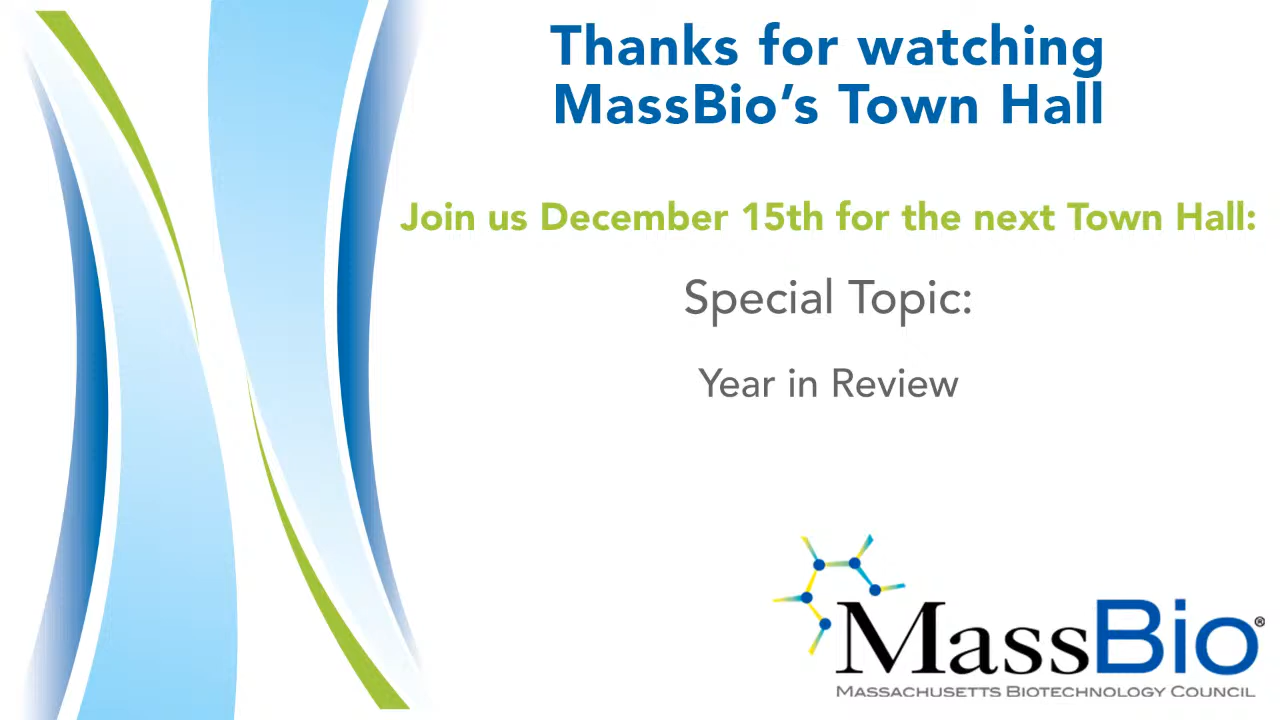 Thanks for watching
MassBio’s Town Hall
Join us December 15th for the next Town Hall:
Special Topic:
Year in Review
MassBio®
MASSACHUSETTS BIOTECHNOLOGY COUNCIL